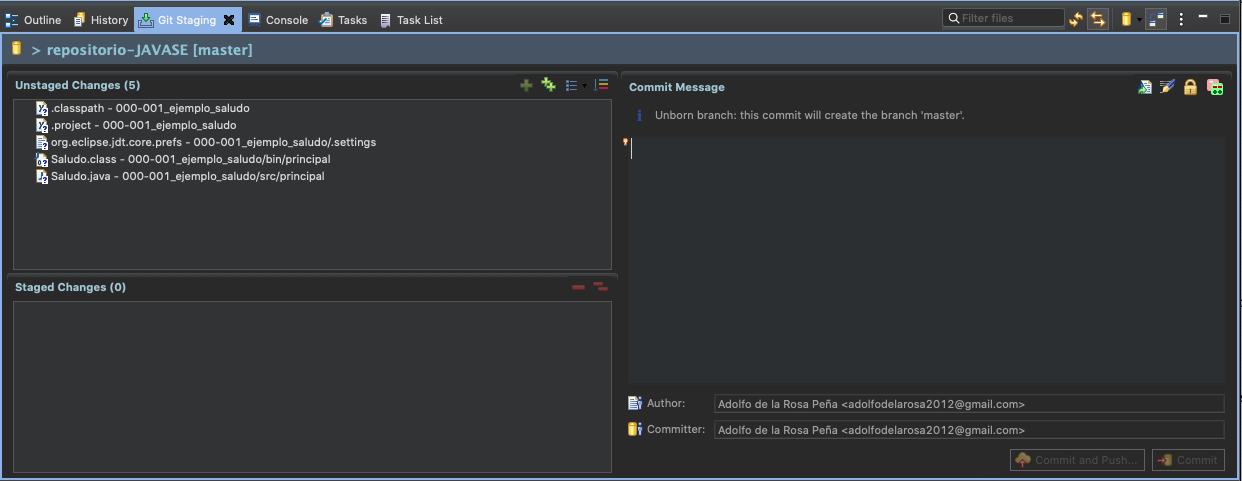 Outline History Git Staging Console Tasks Task List Filter files
> repositorio-JAVASE [master]
Unstaged Changes (5)
.classpath - 000-001_ejemplo_saludo
.project - 000-001_ejemplo_saludo
org.eclipse.jdt.core.prefs - 000-001_ejemplo_saludo/.settings
Saludo.class - 000-001_ejemplo_saludo/bin/principal
Saludo.java - 000-001_ejemplo_saludo/src/principal
Staged Changes (0)
Commit Message
Unborn branch: this commit will create the branch 'master'.
Author: Adolfo de la Rosa Peña <adolfodelarosa2012@gmail.com>
Committer: Adolfo de la Rosa Peña <adolfodelarosa2012@gmail.com>
Commit and Push... Commit